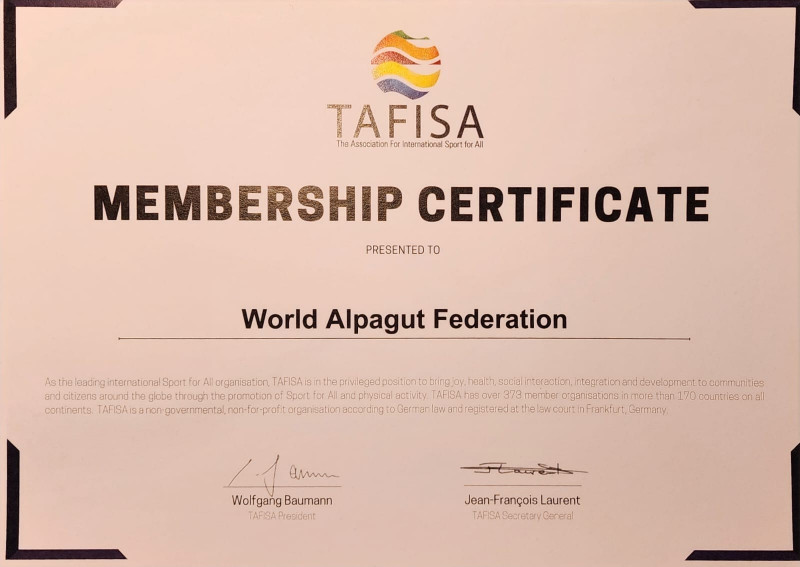 TAFISA
The Association For International Sport for All
MEMBERSHIP CERTIFICATE
PRESENTED TO
World Alpagut Federation
As the leading international Sport for All organisation, TAFISA is in the privileged position to bring joy, health, social interaction, integration and development to communities
and citizens around the globe through the promotion of Sport for All and physical activity. TAFISA has over 373 member organisations in more than 170 countries on all
continents. TAFISA is a non-governmental, non-for-profit organisation according to German law and registered at the law court in Frankfurt, Germany.
Wolfgang Baumann
TAFISA President
Jean-François Laurent
TAFISA Secretary General